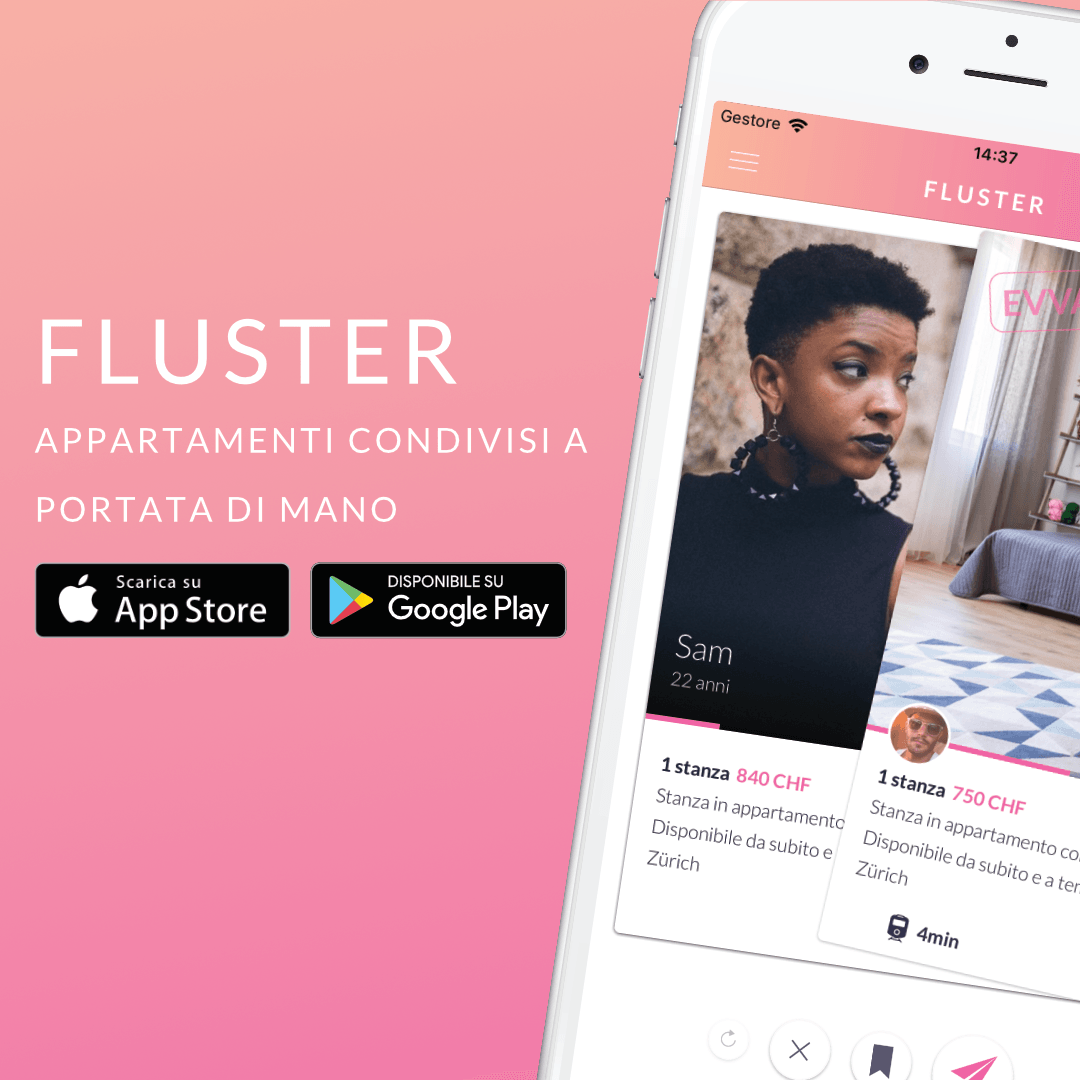 FLUSTER
APPARTAMENTI CONDIVISI A
PORTATA DI MANO
Scarica su
App Store
DISPONIBILE SU
Google Play
Gestore
14:37
FLUSTER
Sam
22 anni
1 stanza 840 CHF
Stanza in appartamento
Disponibile da subito e
Zürich
1 stanza 750 CHF
Stanza in appartamento
Disponibile da subito e a
Zürich
4min